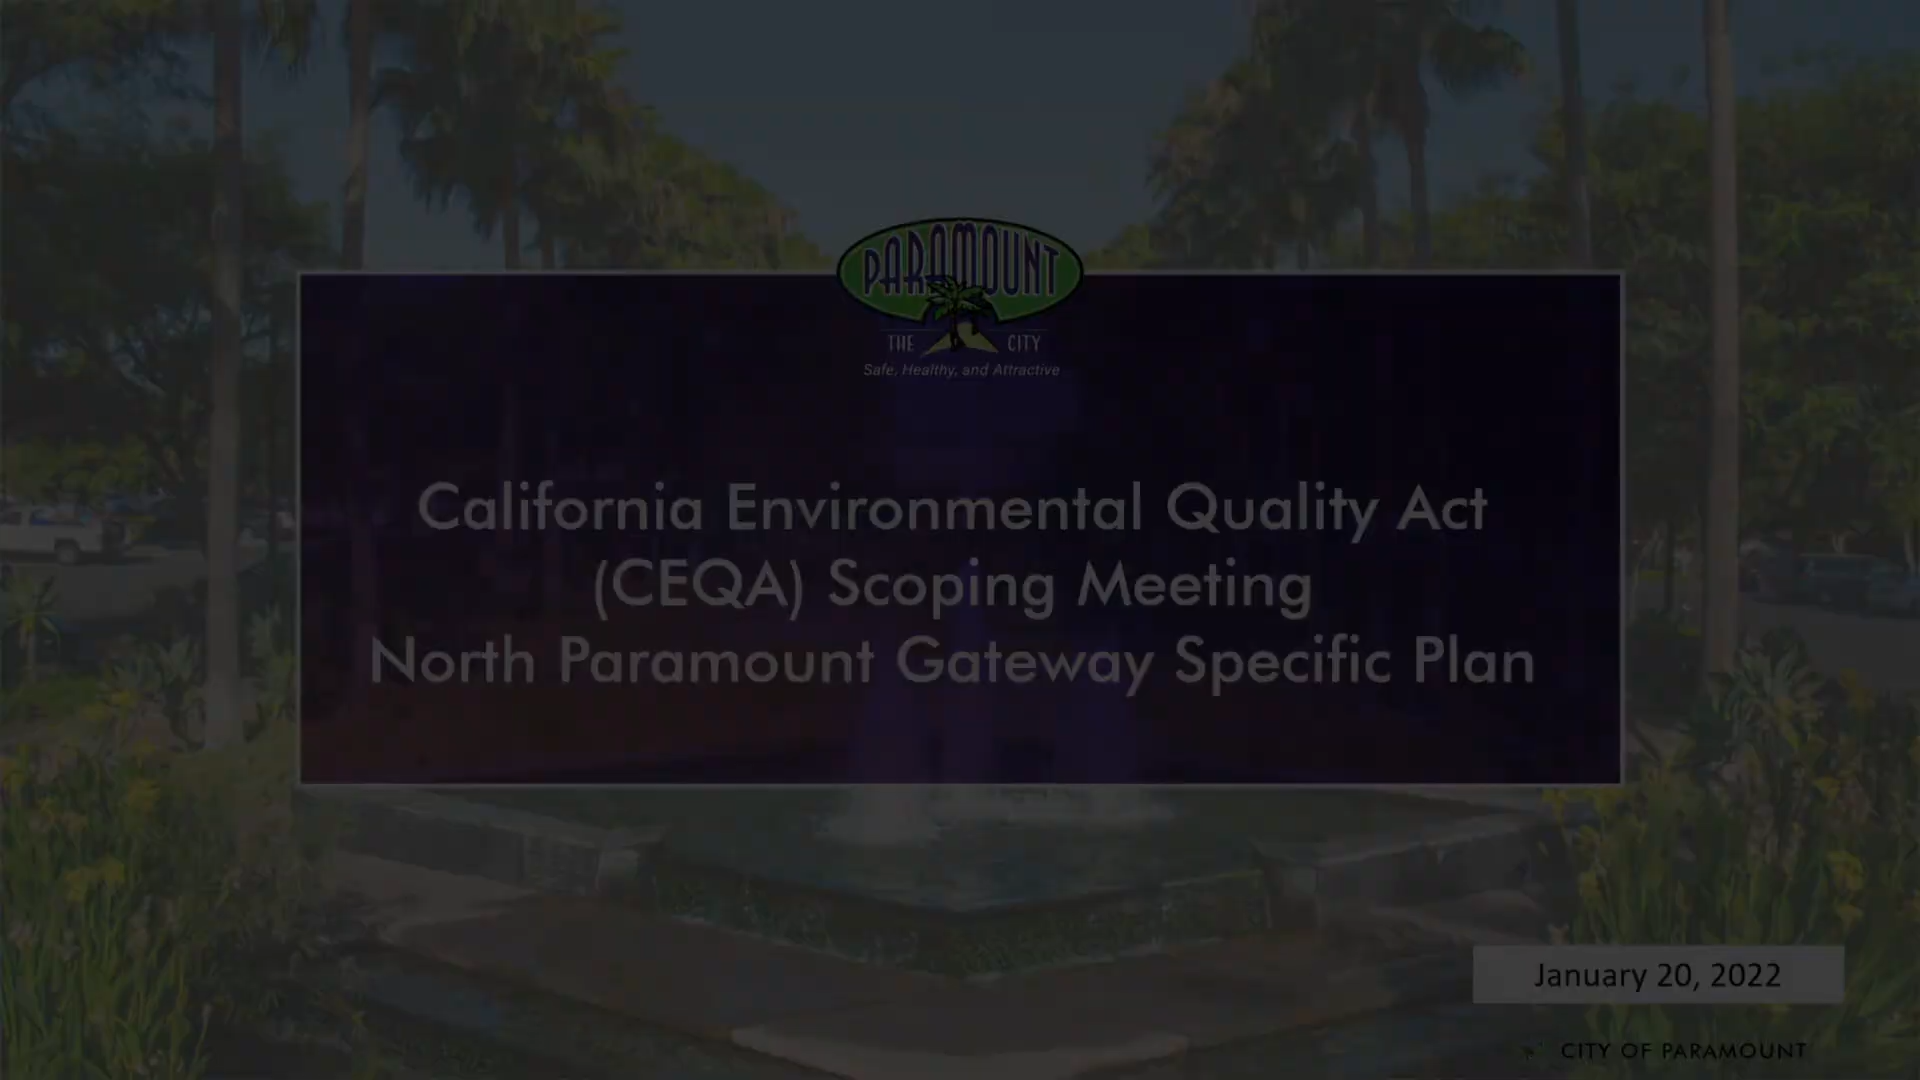 PARAMOUNT
THE CITY
Safe, Healthy, and Attractive
California Environmental Quality Act
(CEQA) Scoping Meeting
North Paramount Gateway Specific Plan
January 20, 2022
CITY OF PARAMOUNT